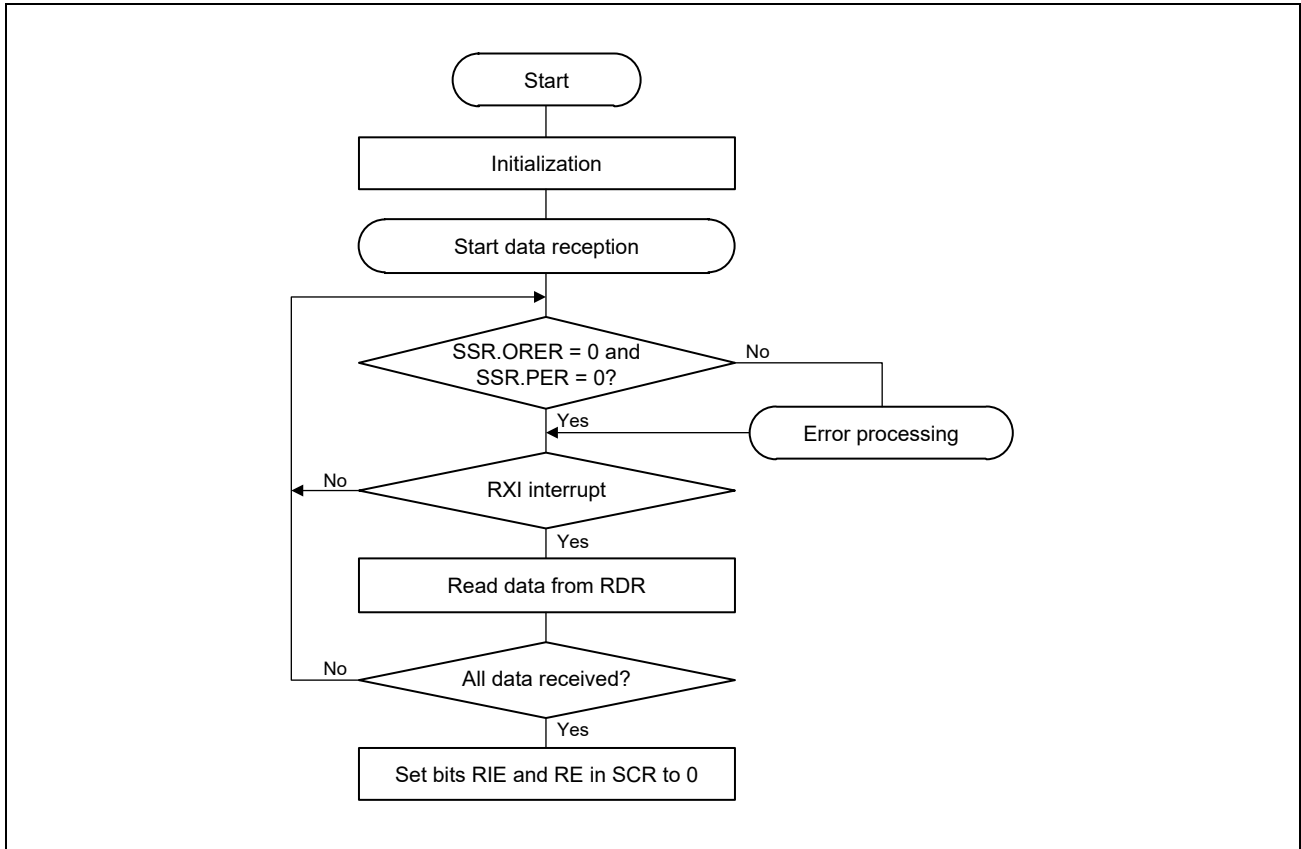 Start
Initialization
Start data reception
SSR.ORER = 0 and
SSR.PER = 0?
No
Yes
Error processing
No
RXI interrupt
Yes
Read data from RDR
No
All data received?
Yes
Set bits RIE and RE in SCR to 0